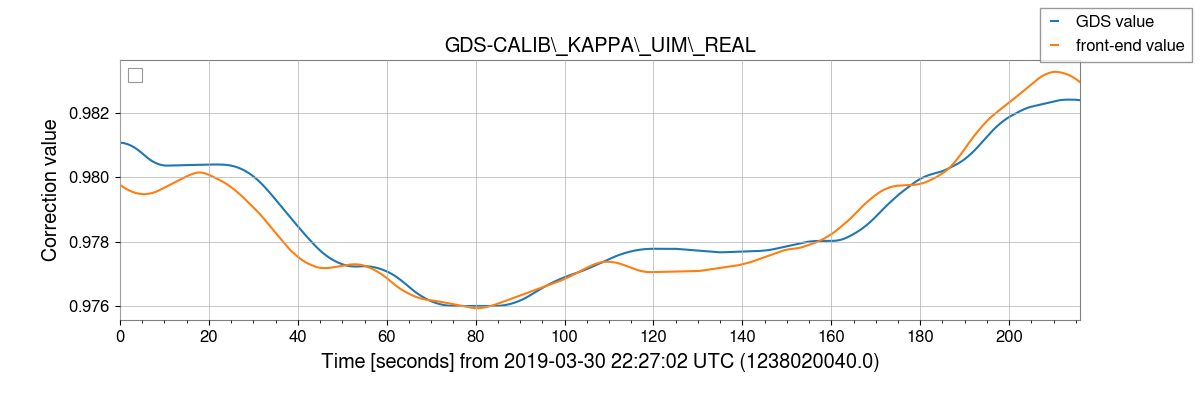 GDS value
front-end value
GDS-CALIB\_KAPPA\_UIM\_REAL
Correction value
0.982
0.980
0.978
0.976
0 20 40 60 80 100 120 140 160 180 200
Time [seconds] from 2019-03-30 22:27:02 UTC (1238020040.0)